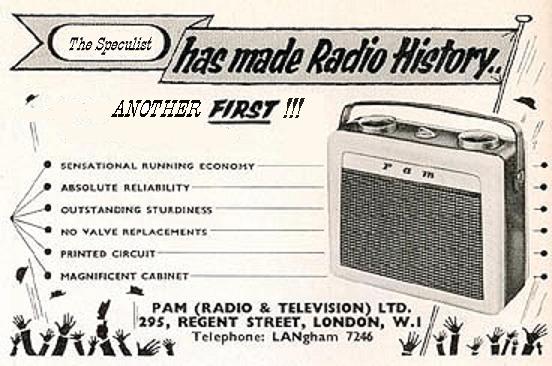 The Speculist
has made Radio History..
ANOTHER FIRST !!!
SENSATIONAL RUNNING ECONOMY
ABSOLUTE RELIABILITY
OUTSTANDING STURDINESS
NO VALVE REPLACEMENTS
PRINTED CIRCUIT
MAGNIFICENT CABINET
Pam
PAM (RADIO & TELEVISION) LTD.
295, REGENT STREET, LONDON, W.1
Telephone: LANgham 7246